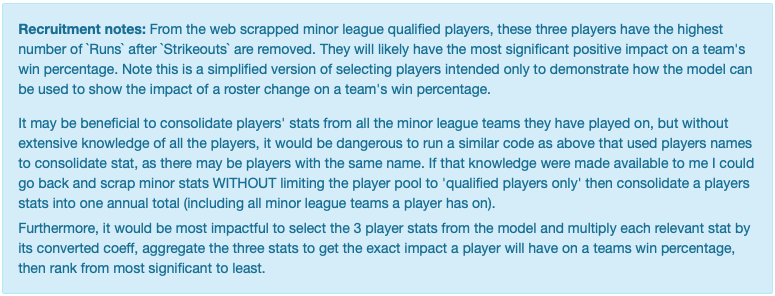 Recruitment notes: From the web scrapped minor league qualified players, these three players have the highest
number of `Runs` after `Strikeouts` are removed. They will likely have the most significant positive impact on a team's
win percentage. Note this is a simplified version of selecting players intended only to demonstrate how the model can
be used to show the impact of a roster change on a team's win percentage.
It may be beneficial to consolidate players' stats from all the minor league teams they have played on, but without
extensive knowledge of all the players, it would be dangerous to run a similar code as above that used players names
to consolidate stat, as there may be players with the same name. If that knowledge were made available to me I could
go back and scrap minor stats WITHOUT limiting the player pool to 'qualified players only' then consolidate a players
stats into one annual total (including all minor league teams a player has on).
Furthermore, it would be most impactful to select the 3 player stats from the model and multiply each relevant stat by
its converted coeff, aggregate the three stats to get the exact impact a player will have on a teams win percentage,
then rank from most significant to least.